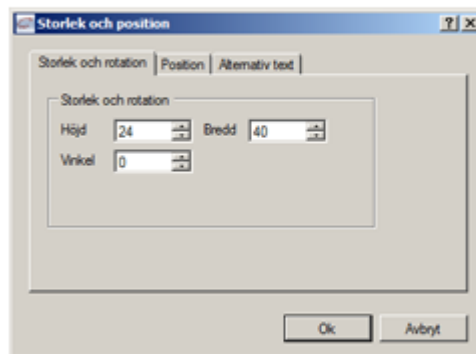 Storlek och position
Storlek och rotation Position Alternativ text
Storlek och rotation
Höjd 24 Bredd 40
Vinkel 0
Ok Avbryt